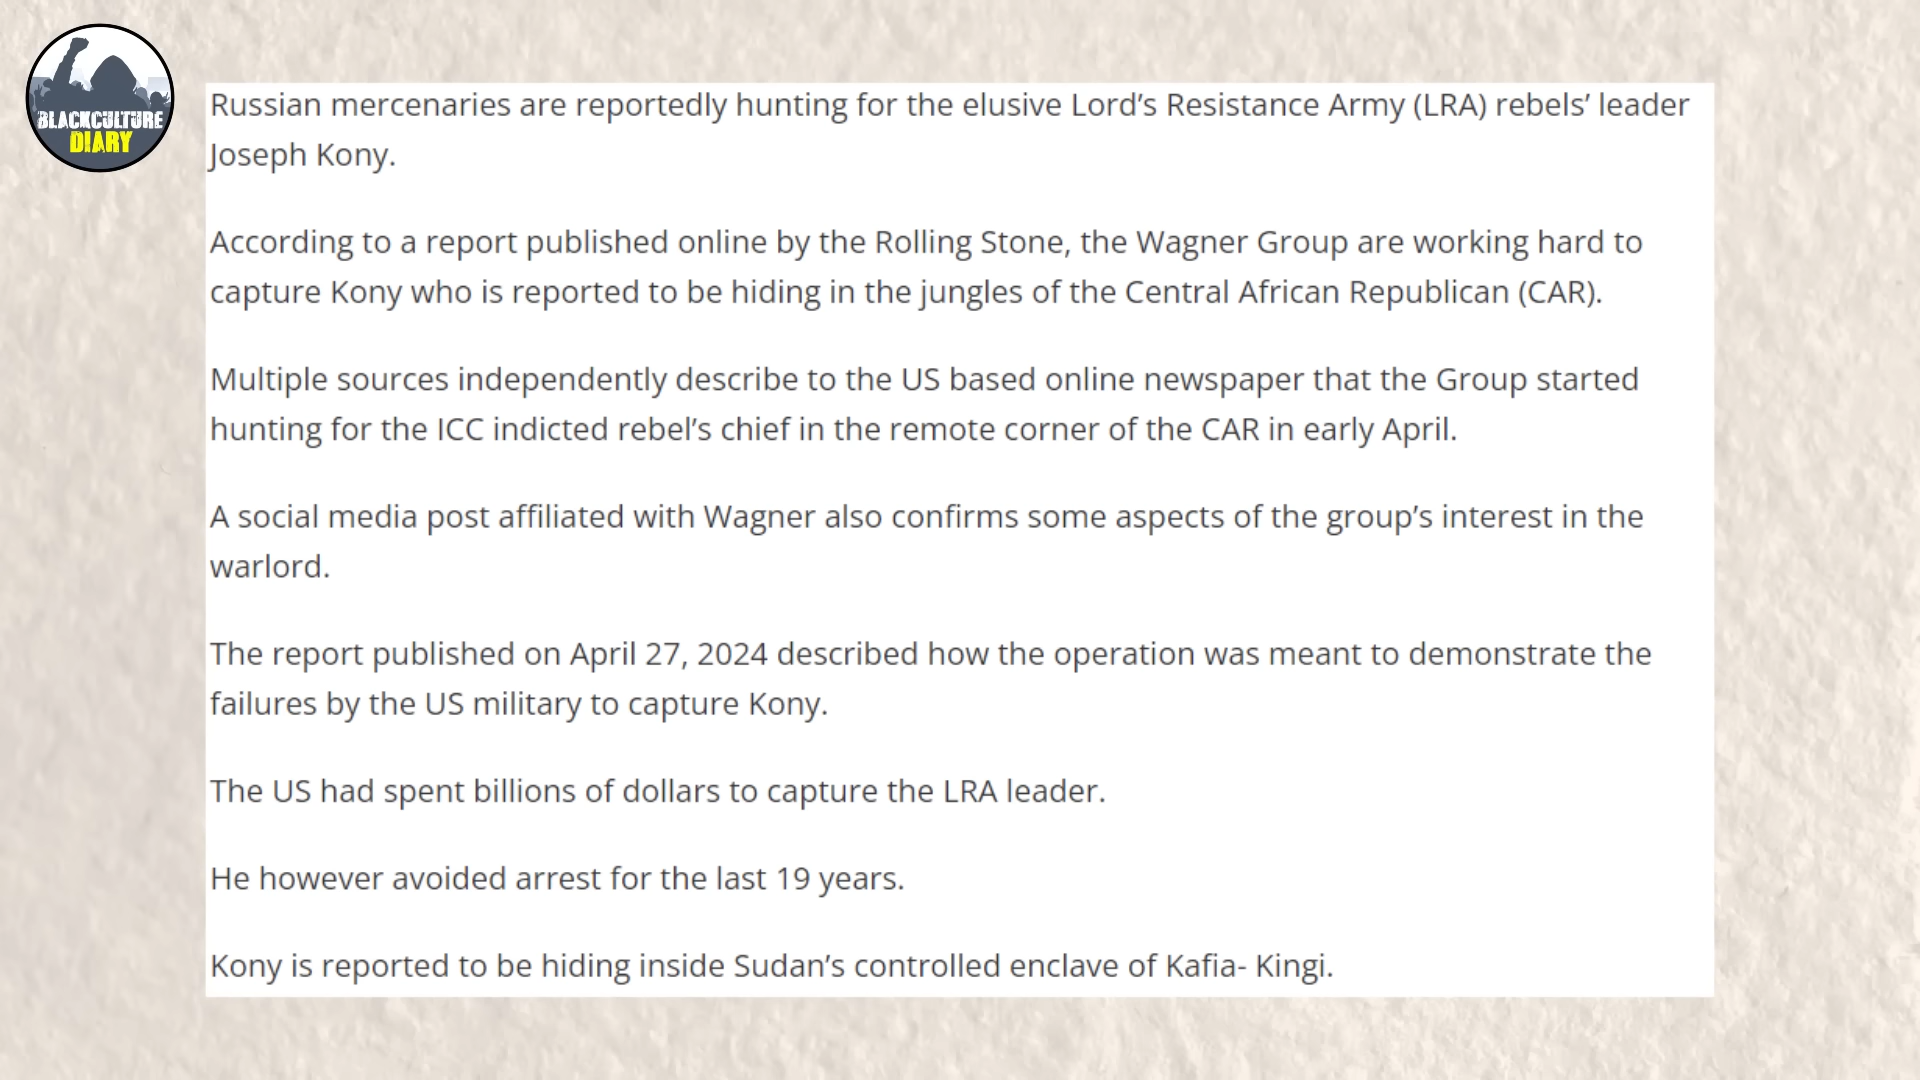 BLACKCULTURE
DIARY
Russian mercenaries are reportedly hunting for the elusive Lord’s Resistance Army (LRA) rebels’ leader
Joseph Kony.
According to a report published online by the Rolling Stone, the Wagner Group are working hard to
capture Kony who is reported to be hiding in the jungles of the Central African Republican (CAR).
Multiple sources independently describe to the US based online newspaper that the Group started
hunting for the ICC indicted rebel’s chief in the remote corner of the CAR in early April.
A social media post affiliated with Wagner also confirms some aspects of the group’s interest in the
warlord.
The report published on April 27, 2024 described how the operation was meant to demonstrate the
failures by the US military to capture Kony.
The US had spent billions of dollars to capture the LRA leader.
He however avoided arrest for the last 19 years.
Kony is reported to be hiding inside Sudan’s controlled enclave of Kafia- Kingi.